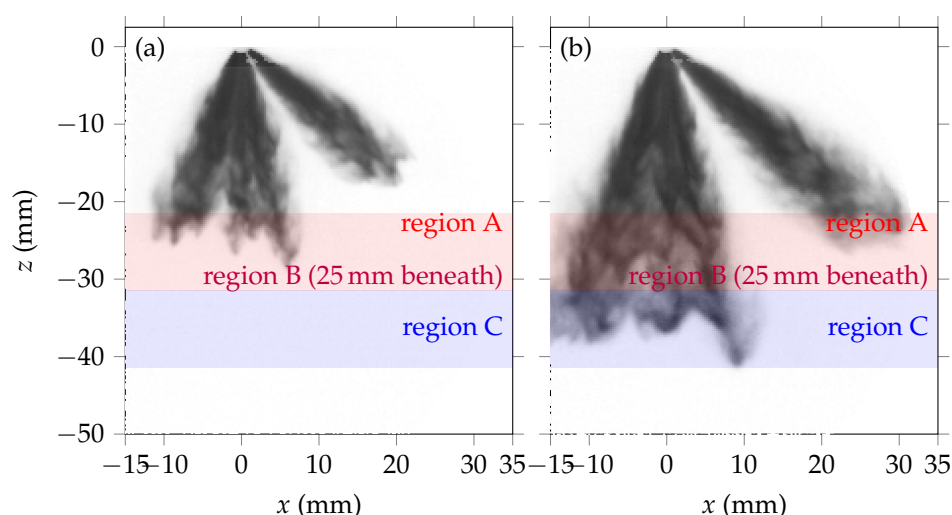 (a)
(b)
0
−10
−20
−30
−40
−50
z (mm)
region A
region B (25 mm beneath)
region C
region A
region B (25 mm beneath)
region C
−15 −10 0 10 20 30 35
−15 −10 0 10 20 30 35
x (mm)
x (mm)